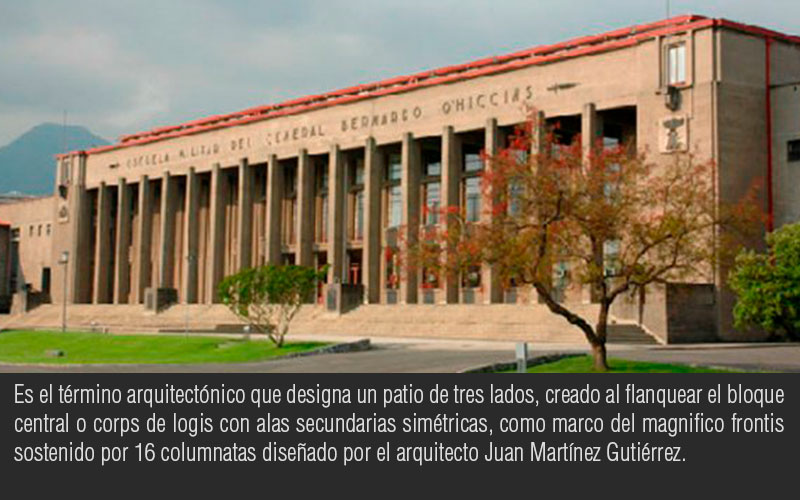 ESCUELA MILITAR DEL GENERAL BERNARDO O'HIGGINS
Es el término arquitectónico que designa un patio de tres lados, creado al flanquear el bloque
central o corps de logis con alas secundarias simétricas, como marco del magnifico frontis
sostenido por 16 columnatas diseñado por el arquitecto Juan Martínez Gutiérrez.